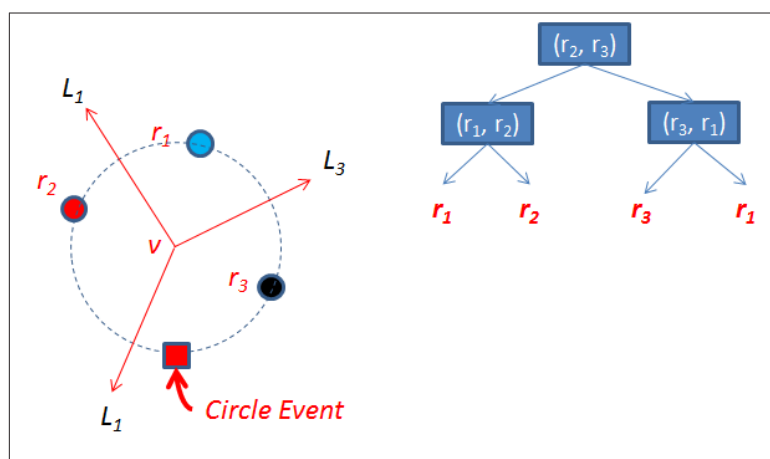 L1
r1
L3
r2
v
r3
L1
Circle Event
(r2, r3)
(r1, r2)
(r3, r1)
r1
r2
r3
r1